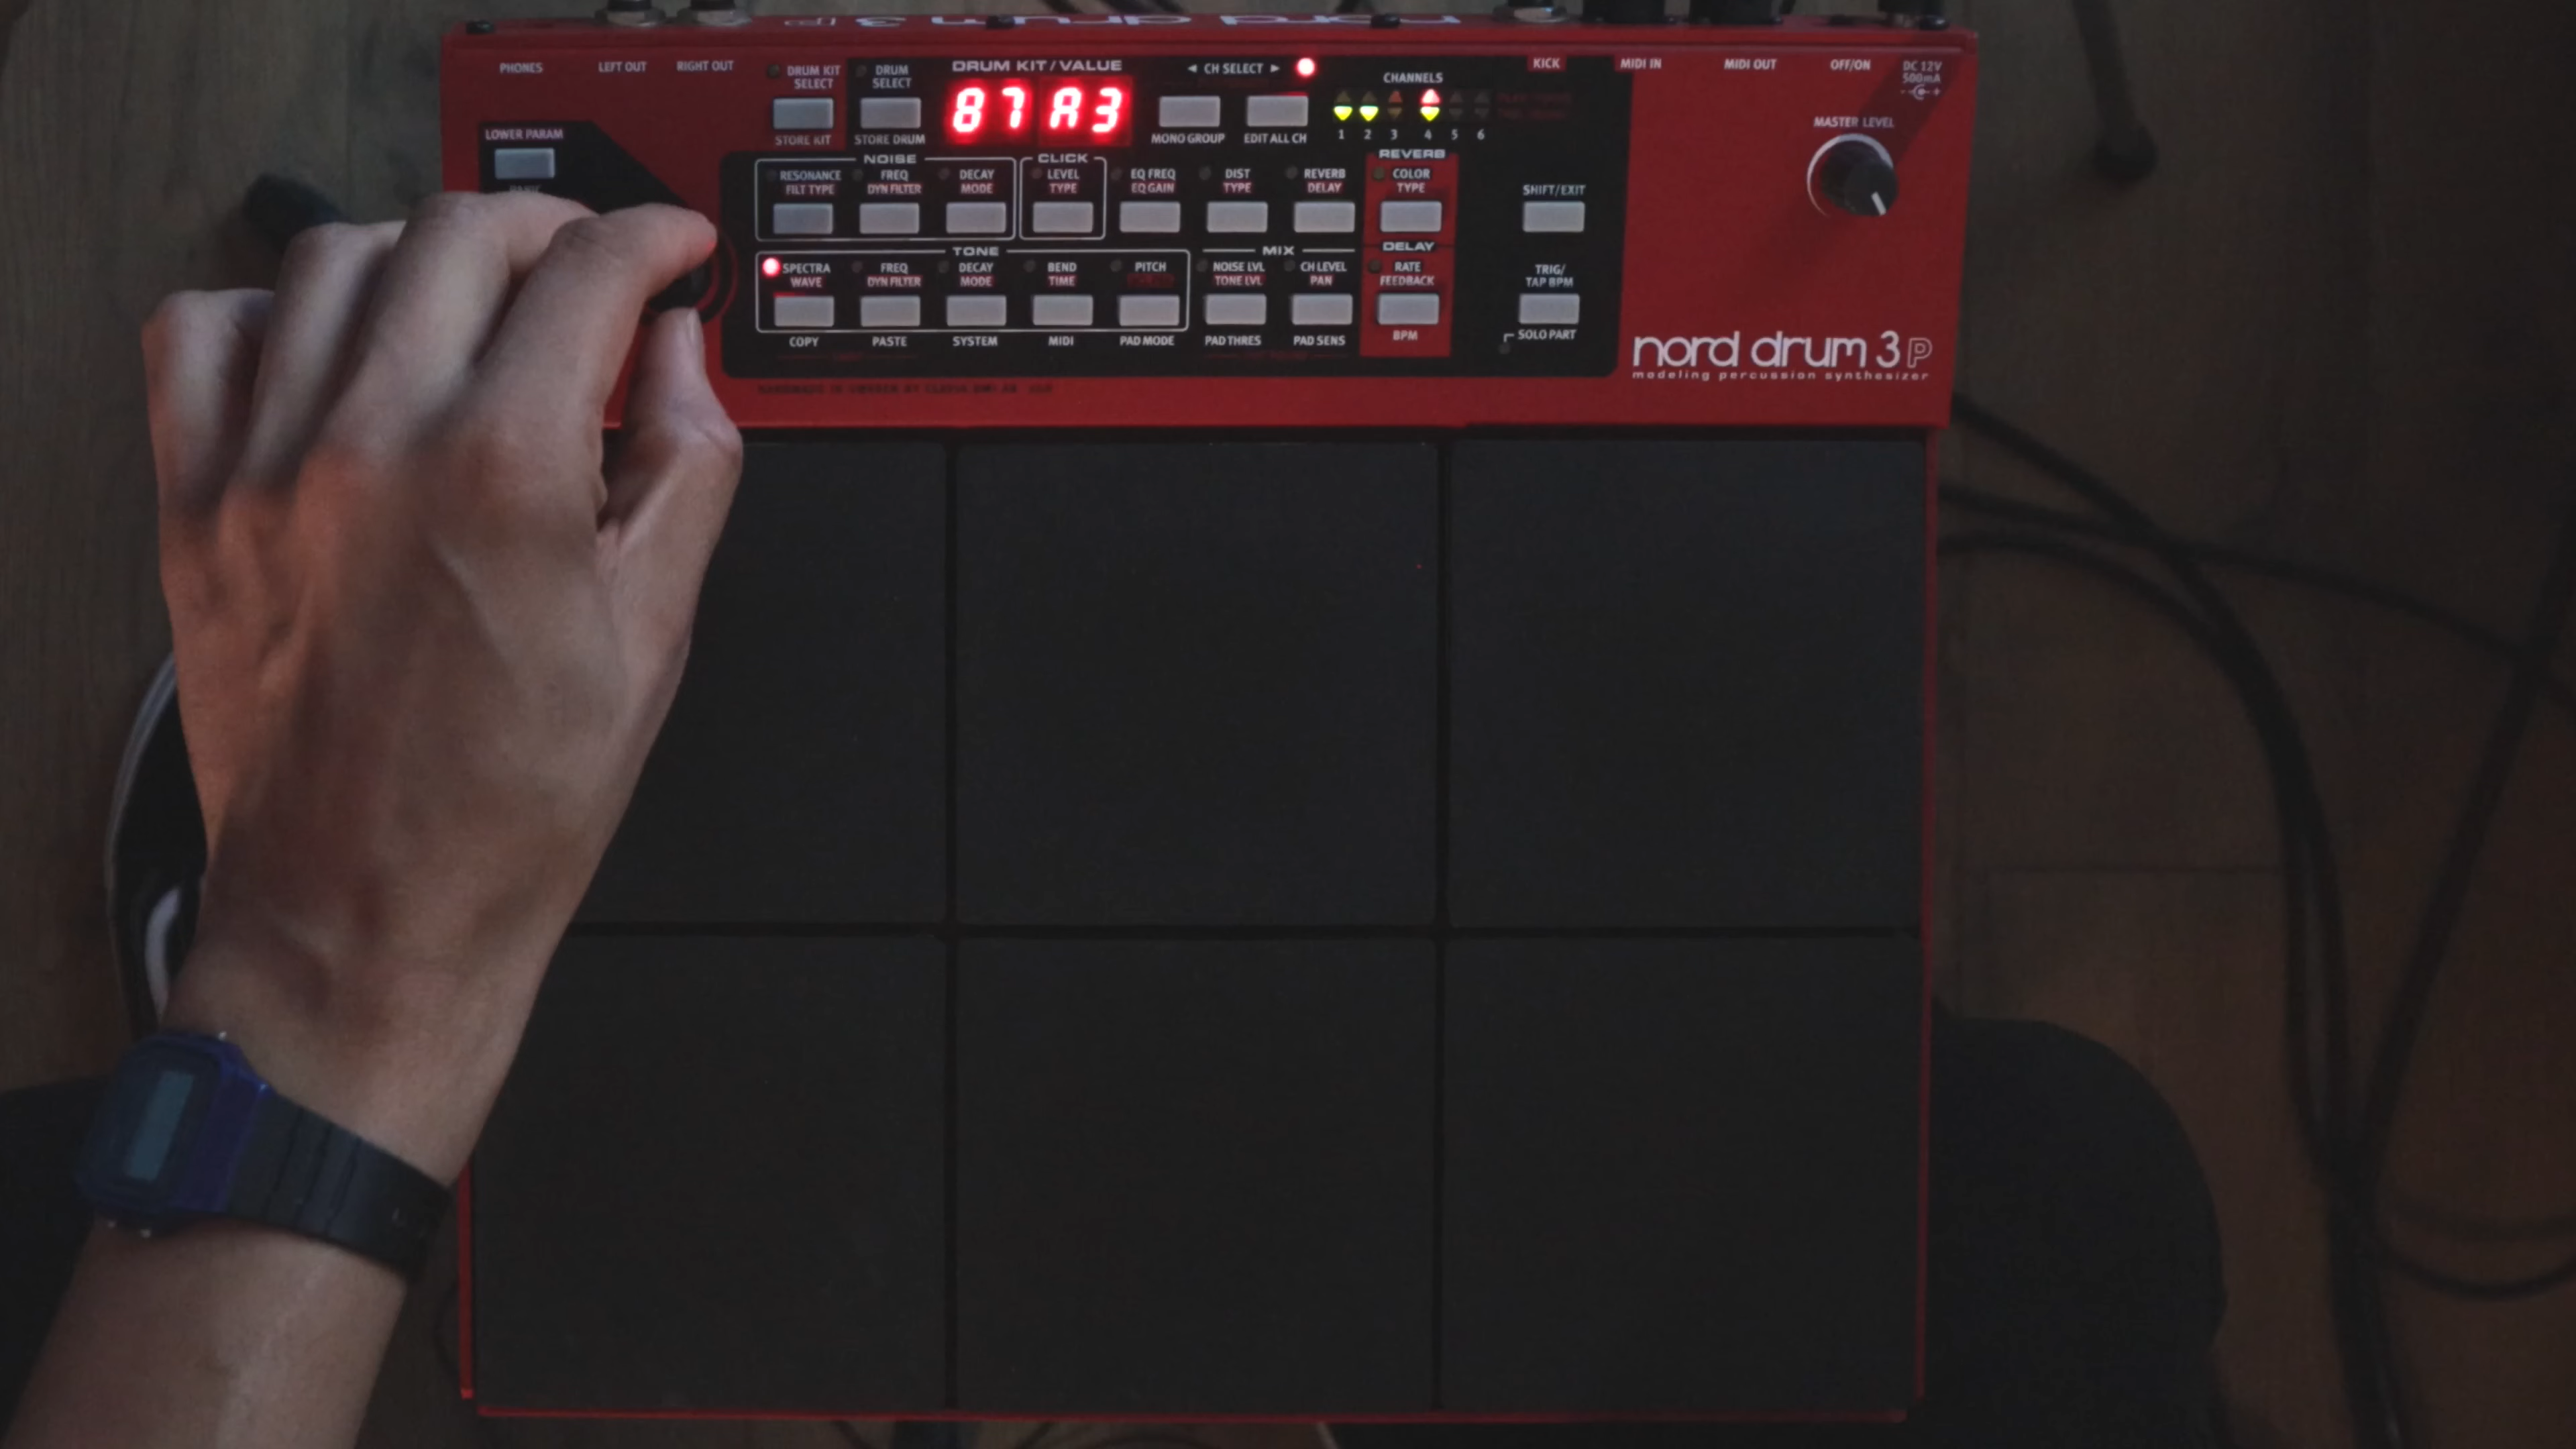 nord drum 3P
PHONES
LEFT OUT
RIGHT OUT
DRUM KIT SELECT
DRUM SELECT
DRUM KIT / VALUE
◄ CH SELECT ►
CHANNELS
KICK
MIDI IN
MIDI OUT
OFF/ON
DC 12V
500mA
87 A3
STORE KIT
STORE DRUM
MONO GROUP
EDIT ALL CH
1 2 3 4 5 6
MASTER LEVEL
LOWER PARAM
NOISE
CLICK
REVERB
RESONANCE
FILT TYPE
FREQ
DYN FILTER
DECAY
MODE
LEVEL
TYPE
EQ FREQ
EQ GAIN
DIST
TYPE
REVERB
DELAY
COLOR
TYPE
SHIFT/EXIT
TONE
MIX
DELAY
SPECTRA
WAVE
FREQ
DYN FILTER
DECAY
MODE
BEND
TIME
PITCH
NOISE LVL
TONE LVL
CH LEVEL
PAN
RATE
FEEDBACK
TRIG/
TAP BPM
COPY
PASTE
SYSTEM
MIDI
PAD MODE
PAD THRES
PAD SENS
BPM
SOLO PART
nord drum 3P
modeling percussion synthesizer